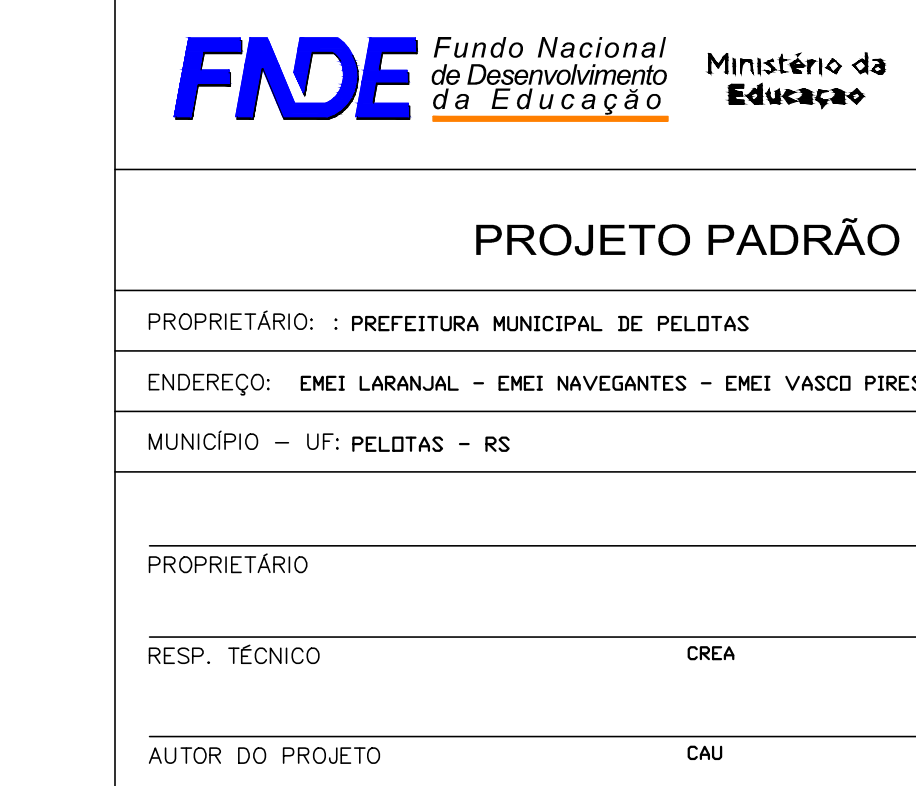 FNDE
Fundo Nacional
de Desenvolvimento
da Educação
Ministério da
Educaçao
PROJETO PADRÃO
PROPRIETÁRIO: : PREFEITURA MUNICIPAL DE PELOTAS
ENDEREÇO: EMEI LARANJAL - EMEI NAVEGANTES - EMEI VASCO PIRES
MUNICÍPIO - UF: PELOTAS - RS
PROPRIETÁRIO
RESP. TÉCNICO CREA
AUTOR DO PROJETO CAU